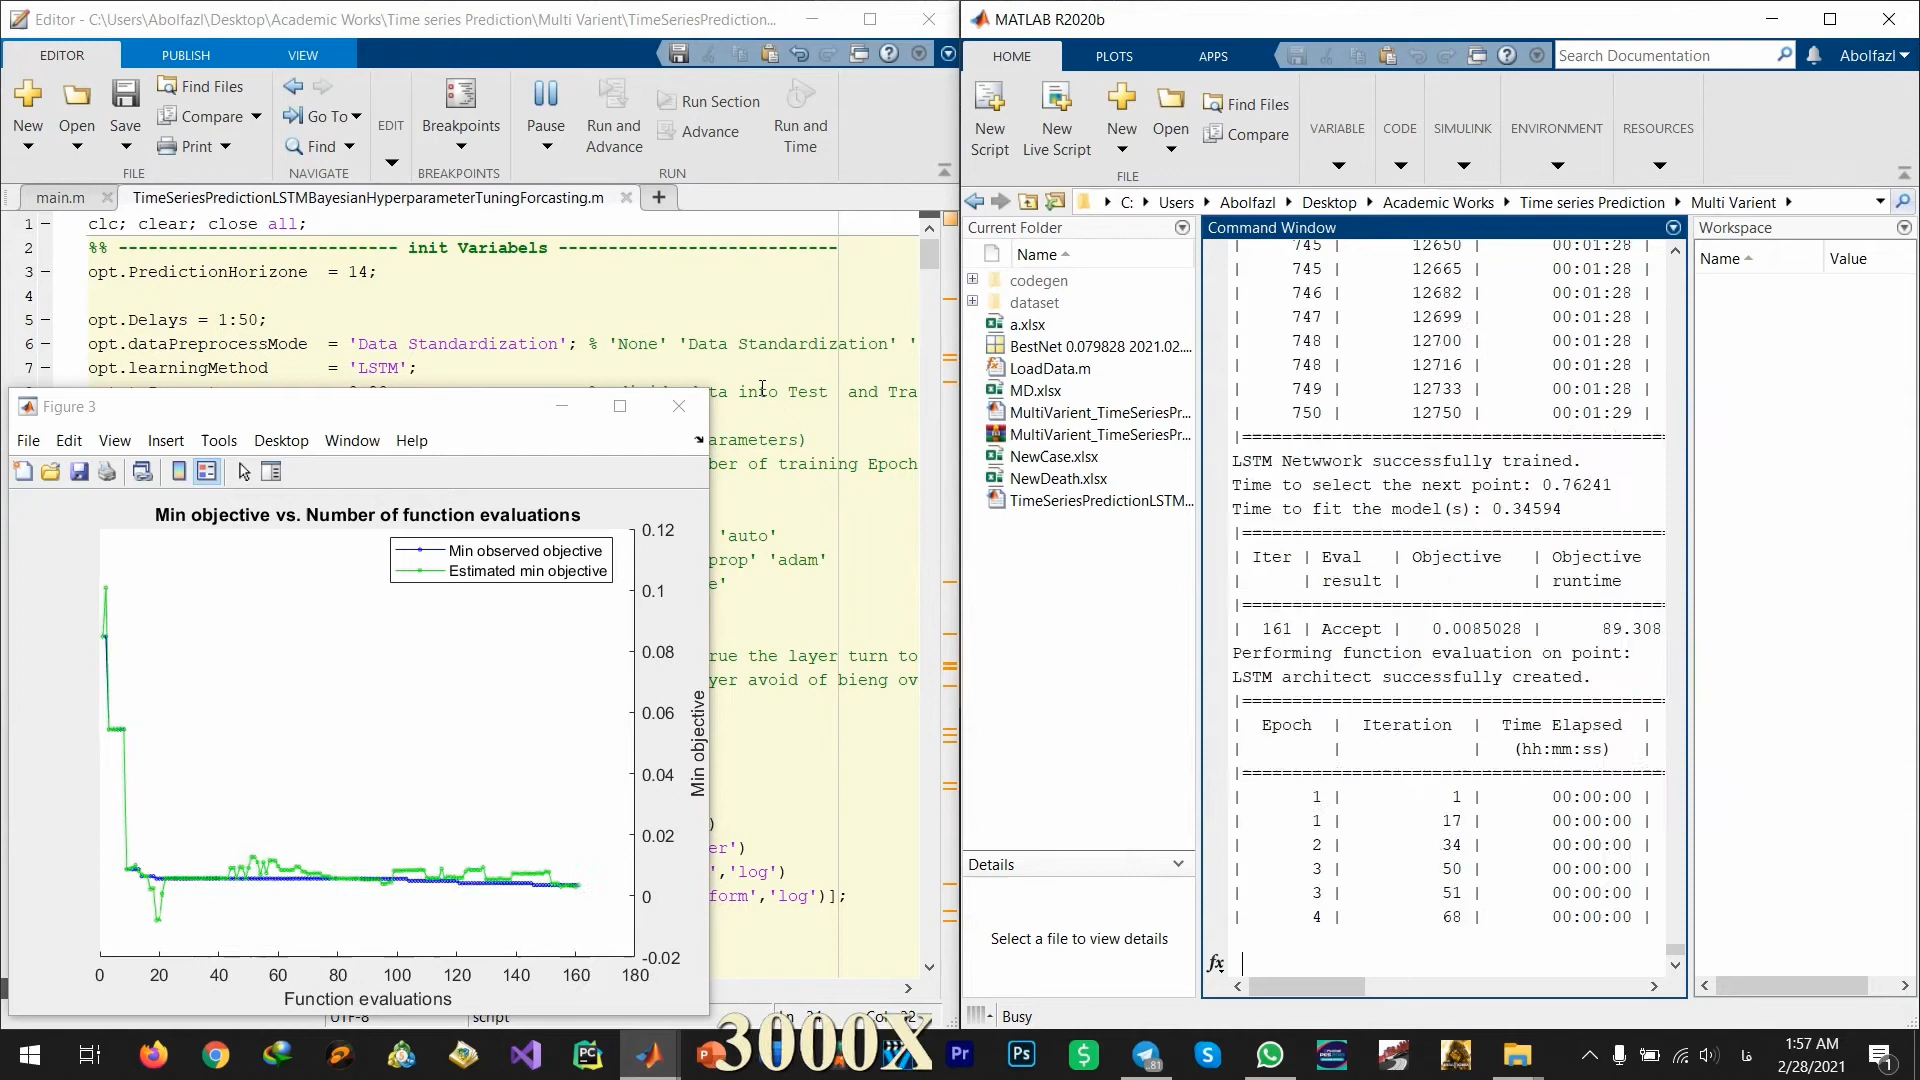 Editor - C:\Users\Abolfazl\Desktop\Academic Works\Time series Prediction\Multi Varient\TimeSeriesPrediction...
EDITOR PUBLISH VIEW
New Open Save Find Files Compare Print
FILE
Go To Find
NAVIGATE
EDIT
Breakpoints
BREAKPOINTS
Pause Run and Advance Run Section Advance Run and Time
RUN
main.m TimeSeriesPredictionLSTMBayesianHyperparameterTuningForcasting.m
1 clc; clear; close all;
2 %% ---------------------------- init Variabels ----------------------------
3 opt.PredictionHorizone = 14;
4
5 opt.Delays = 1:50;
6 opt.dataPreprocessMode = 'Data Standardization'; % 'None' 'Data Standardization' '
7 opt.learningMethod = 'LSTM';
ta into Test and Tra
arameters)
ber of training Epoch
'auto'
prop' 'adam'
e'
rue the layer turn to
yer avoid of bieng ov
)
er')
','log')
form','log')];
UTF-8 script
Figure 3
File Edit View Insert Tools Desktop Window Help
Min objective vs. Number of function evaluations
Min observed objective
Estimated min objective
0.12
0.1
0.08
0.06
0.04
0.02
0
-0.02
Min objective
0 20 40 60 80 100 120 140 160 180
Function evaluations
MATLAB R2020b
HOME PLOTS APPS
Search Documentation
Abolfazl
New Script
New Live Script
New Open Find Files Compare
FILE
VARIABLE CODE SIMULINK ENVIRONMENT RESOURCES
C: Users Abolfazl Desktop Academic Works Time series Prediction Multi Varient
Current Folder
Name
codegen
dataset
a.xlsx
BestNet 0.079828 2021.02....
LoadData.m
MD.xlsx
MultiVarient_TimeSeriesPr...
MultiVarient_TimeSeriesPr...
NewCase.xlsx
NewDeath.xlsx
TimeSeriesPredictionLSTM...
Details
Select a file to view details
Command Window
| 745 | 12650 | 00:01:28 |
| 745 | 12665 | 00:01:28 |
| 746 | 12682 | 00:01:28 |
| 747 | 12699 | 00:01:28 |
| 748 | 12700 | 00:01:28 |
| 748 | 12716 | 00:01:28 |
| 749 | 12733 | 00:01:28 |
| 750 | 12750 | 00:01:29 |
|==========================================
LSTM Netwwork successfully trained.
Time to select the next point: 0.76241
Time to fit the model(s): 0.34594
|==========================================
| Iter | Eval | Objective | Objective
| | result | | runtime
|==========================================
| 161 | Accept | 0.0085028 | 89.308
Performing function evaluation on point:
LSTM architect successfully created.
|==========================================
| Epoch | Iteration | Time Elapsed |
| | | (hh:mm:ss) |
|==========================================
| 1 | 1 | 00:00:00 |
| 1 | 17 | 00:00:00 |
| 2 | 34 | 00:00:00 |
| 3 | 50 | 00:00:00 |
| 3 | 51 | 00:00:00 |
| 4 | 68 | 00:00:00 |
fx
Workspace
Name Value
Busy
3000X
Pr
Ps
81
فا
1:57 AM
2/28/2021
1